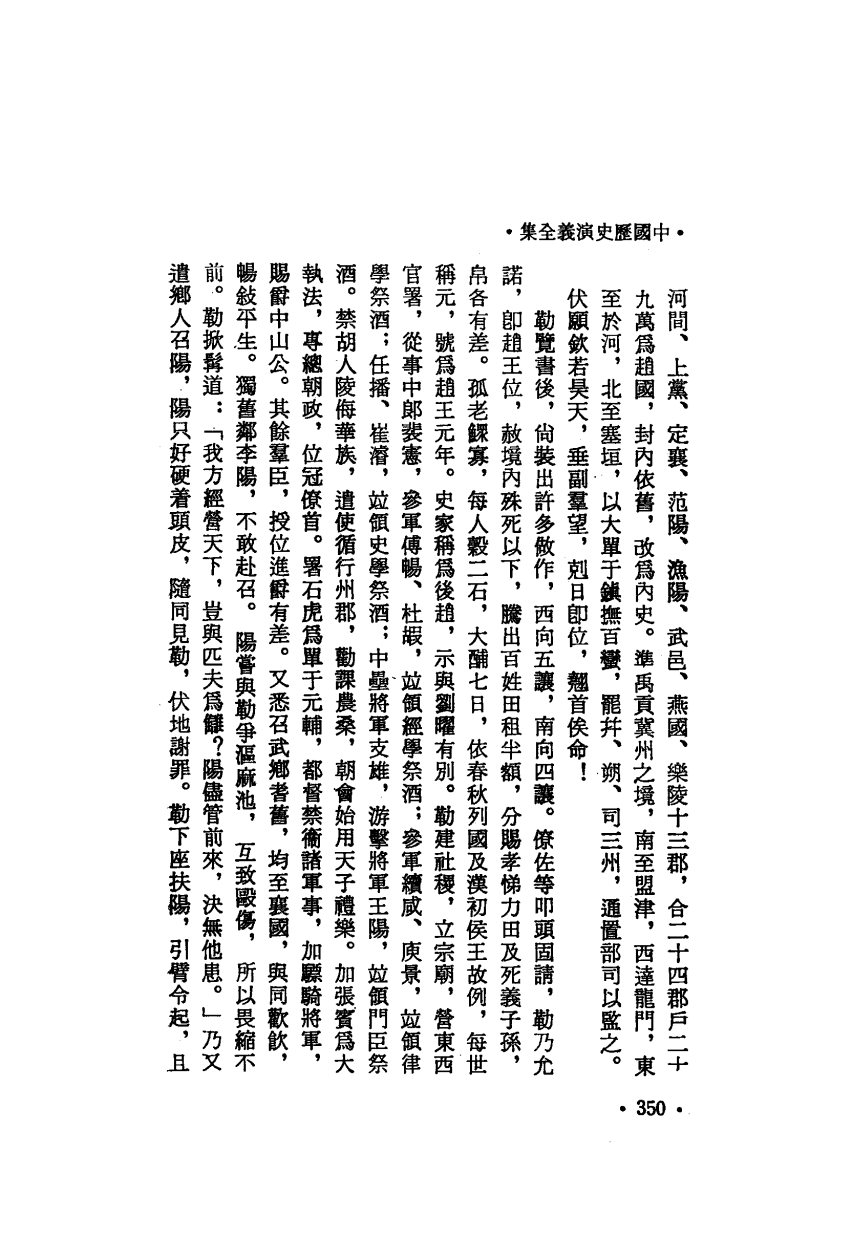 •中國歷史演義全集•
河間、上黨、定襄、范陽、漁陽、武邑、燕國、樂陵十三郡，合二十四郡戶二十
九萬爲趙國，封內依舊，改爲內史。準禹貢冀州之境，南至盟津，西達龍門，東
至於河，北至塞垣，以大單于鎮撫百蠻，罷幷、朔、司三州，通置部司以監之。
伏願欽若昊天，垂副羣望，剋日卽位，翹首俟命！
勒覽書後，尙裝出許多做作，西向五讓，南向四讓。僚佐等叩頭固請，勒乃允
諾，卽趙王位，赦境內殊死以下，騰出百姓田租半額，分賜孝悌力田及死義子孫，
帛各有差。孤老鰥寡，每人穀二石，大酺七日，依春秋列國及漢初侯王故例，每世
稱元，號爲趙王元年。史家稱爲後趙，示與劉曜有別。勒建社稷，立宗廟，營東西
官署，從事中郎裴憲，參軍傅暢、杜嘏，竝領經學祭酒；參軍續咸、庾景，竝領律
學祭酒；任播、崔濬，竝領史學祭酒；中壘將軍支雄，游擊將軍王陽，竝領門臣祭
酒。禁胡人陵侮華族，遣使循行州郡，勸課農桑，朝會始用天子禮樂。加張賓爲大
執法，專總朝政，位冠僚首。署石虎爲單于元輔，都督禁衞諸軍事，加驃騎將軍，
賜爵中山公。其餘羣臣，授位進爵有差。又悉召武鄉耆舊，均至襄國，與同歡飲，
暢敍平生。獨舊鄰李陽，不敢赴召。陽嘗與勒爭漚麻池，互致毆傷，所以畏縮不
前。勒掀髯道：「我方經營天下，豈與匹夫爲讎？陽儘管前來，決無他患。」乃又
遣鄉人召陽，陽只好硬着頭皮，隨同見勒，伏地謝罪。勒下座扶陽，引臂令起，且
•350•